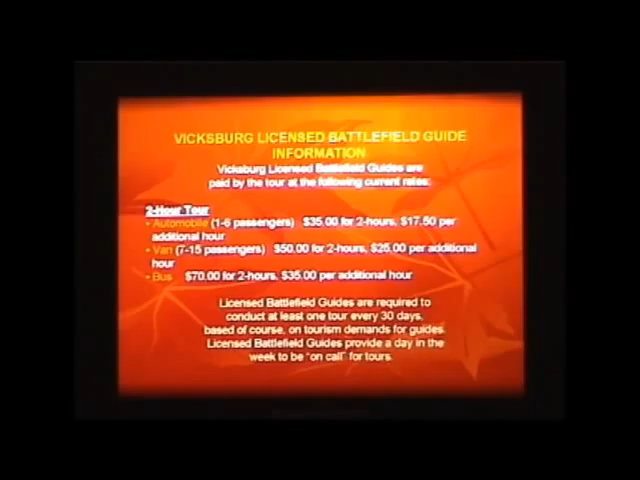 VICKSBURG LICENSED BATTLEFIELD GUIDE
INFORMATION
Vicksburg Licensed Battlefield Guides are
paid by the tour at the following current rates:
2-Hour Tour
• Automobile (1-6 passengers) $35.00 for 2-hours, $17.50 per
additional hour
• Van (7-15 passengers) $50.00 for 2-hours, $25.00 per additional
hour
• Bus $70.00 for 2-hours, $35.00 per additional hour
Licensed Battlefield Guides are required to
conduct at least one tour every 30 days,
based of course, on tourism demands for guides.
Licensed Battlefield Guides provide a day in the
week to be "on call" for tours.